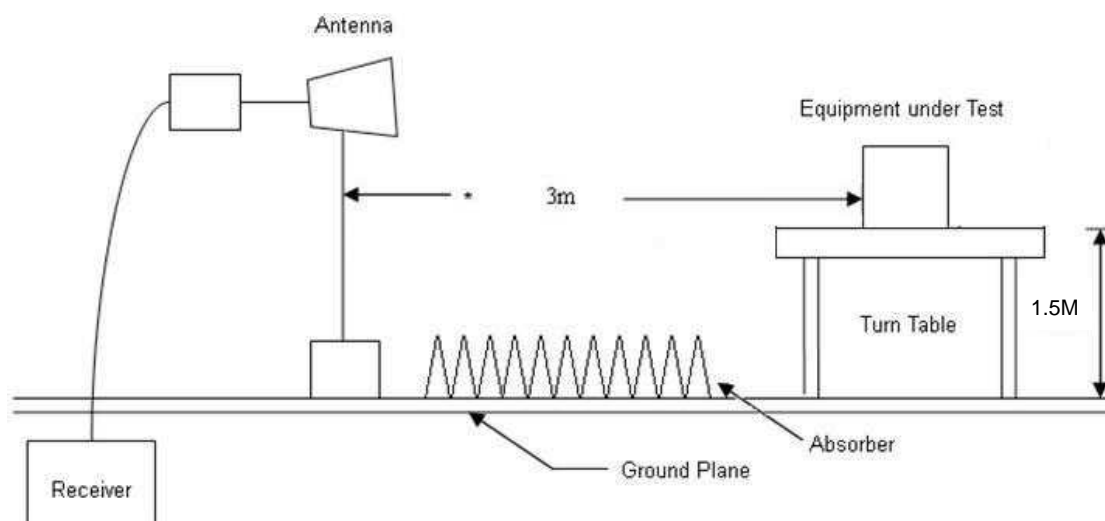 Antenna
Equipment under Test
* 3m
1.5M
Turn Table
Absorber
Ground Plane
Receiver